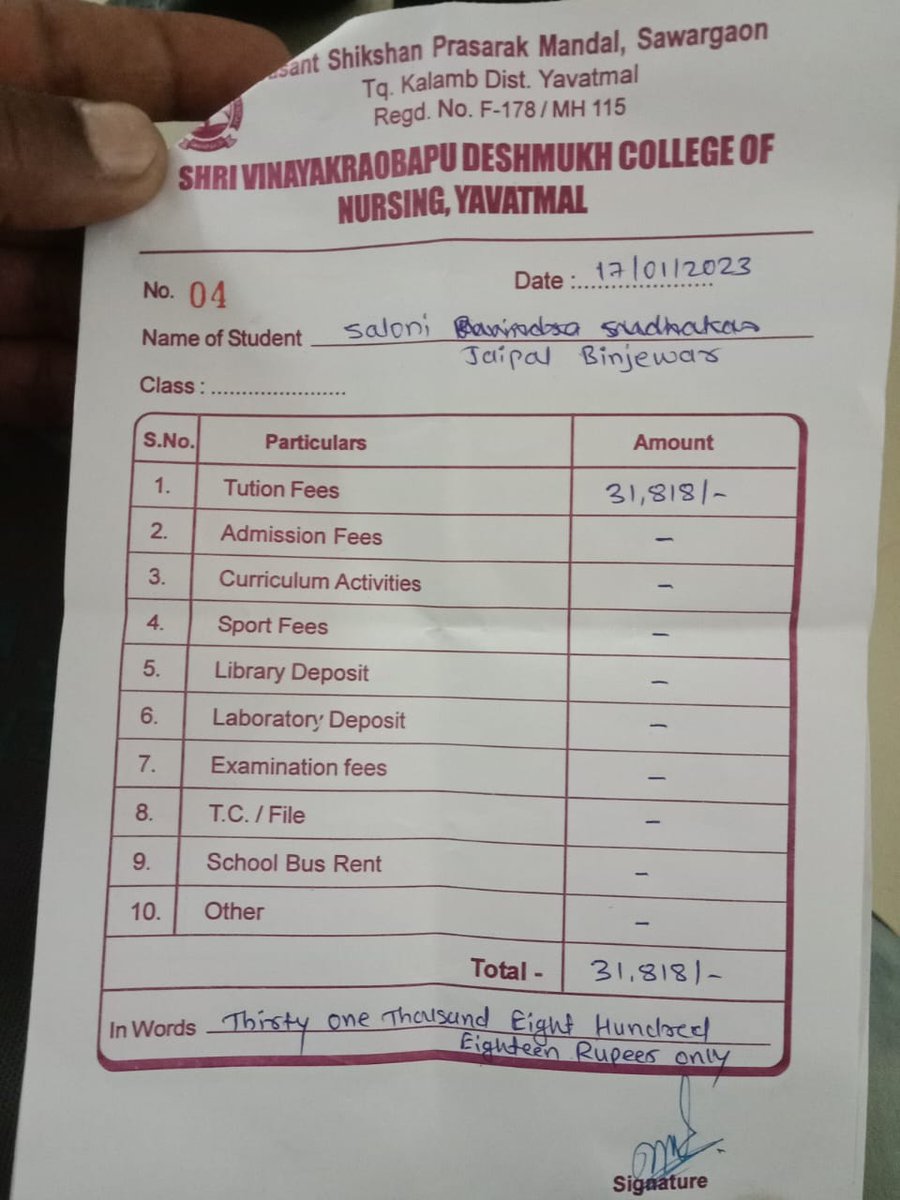 asant Shikshan Prasarak Mandal, Sawargaon
Tq. Kalamb Dist. Yavatmal
Regd. No. F-178 / MH 115
SHRI VINAYAKRAOBAPU DESHMUKH COLLEGE OF
NURSING, YAVATMAL
No. 04 Date : 17/01/2023
Name of Student Saloni
Jaipal Binjewar
Class :
S.No. Particulars Amount
1. Tution Fees 31,818/-
2. Admission Fees -
3. Curriculum Activities -
4. Sport Fees -
5. Library Deposit -
6. Laboratory Deposit -
7. Examination fees -
8. T.C. / File -
9. School Bus Rent -
10. Other -
Total - 31,818/-
In Words Thirty One Thousand Eight Hundred
Eighteen Rupees only
Signature